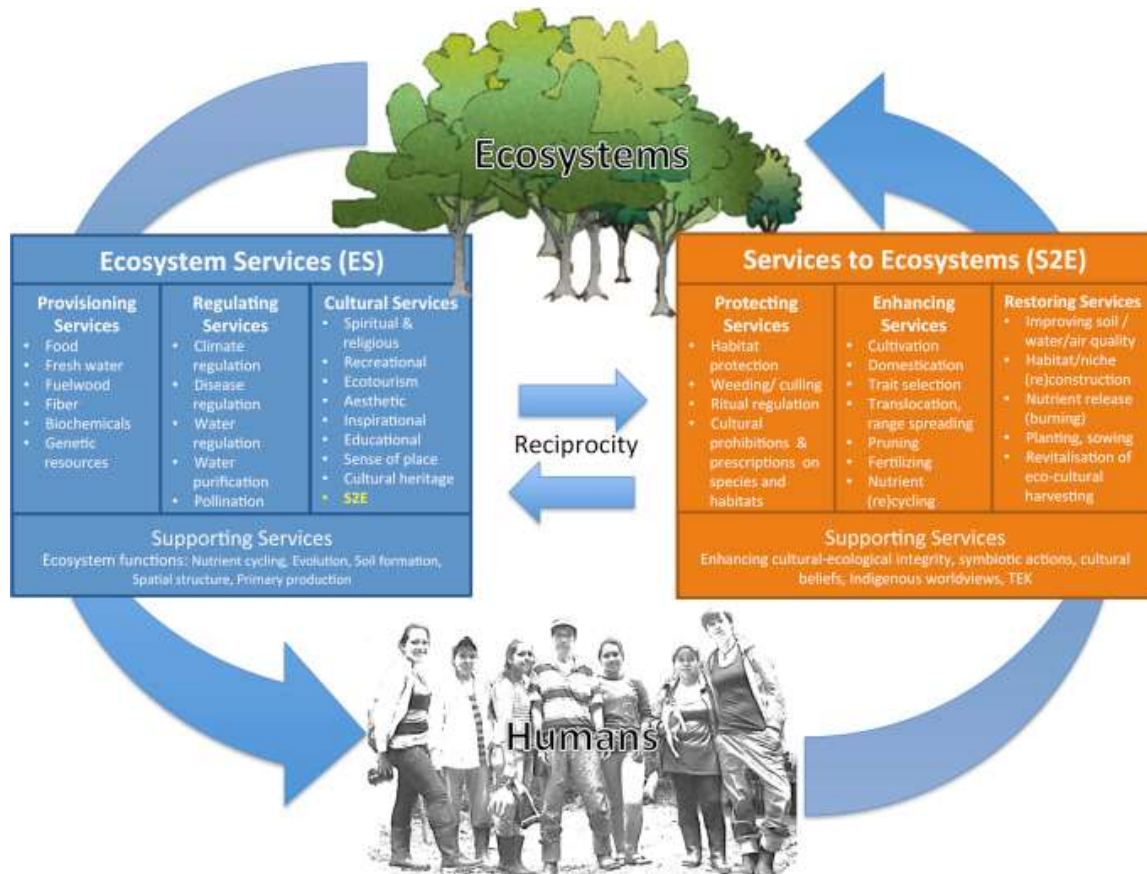 Ecosystems
Ecosystem Services (ES)
Provisioning
Services
• Food
• Fresh water
• Fuelwood
• Fiber
• Biochemicals
• Genetic
resources
Regulating
Services
• Climate
regulation
• Disease
regulation
• Water
regulation
• Water
purification
• Pollination
Cultural Services
• Spiritual &
religious
• Recreational
• Ecotourism
• Aesthetic
• Inspirational
• Educational
• Sense of place
• Cultural heritage
• S2E
Supporting Services
Ecosystem functions: Nutrient cycling, Evolution, Soil formation,
Spatial structure, Primary production
Reciprocity
Services to Ecosystems (S2E)
Protecting
Services
• Habitat
protection
• Weeding/ culling
• Ritual regulation
• Cultural
prohibitions &
prescriptions on
species and
habitats
Enhancing
Services
• Cultivation
• Domestication
• Trait selection
• Translocation,
range spreading
• Pruning
• Fertilizing
• Nutrient
(re)cycling
Restoring Services
• Improving soil /
water/air quality
• Habitat/niche
(re)construction
• Nutrient release
(burning)
• Planting, sowing
• Revitalisation of
eco-cultural
harvesting
Supporting Services
Enhancing cultural-ecological integrity, symbiotic actions, cultural
beliefs, Indigenous worldviews, TEK
Humans